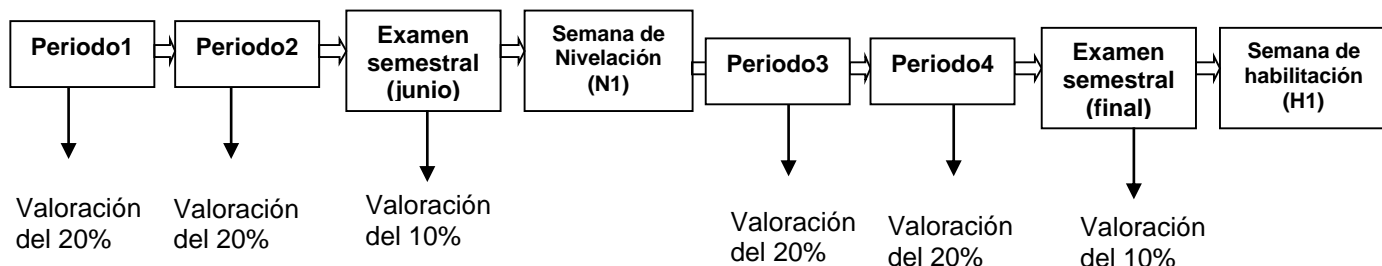 Periodo1
Periodo2
Examen
semestral
(junio)
Semana de
Nivelación
(N1)
Periodo3
Periodo4
Examen
semestral
(final)
Semana de
habilitación
(H1)
Valoración
del 20%
Valoración
del 20%
Valoración
del 10%
Valoración
del 20%
Valoración
del 20%
Valoración
del 10%